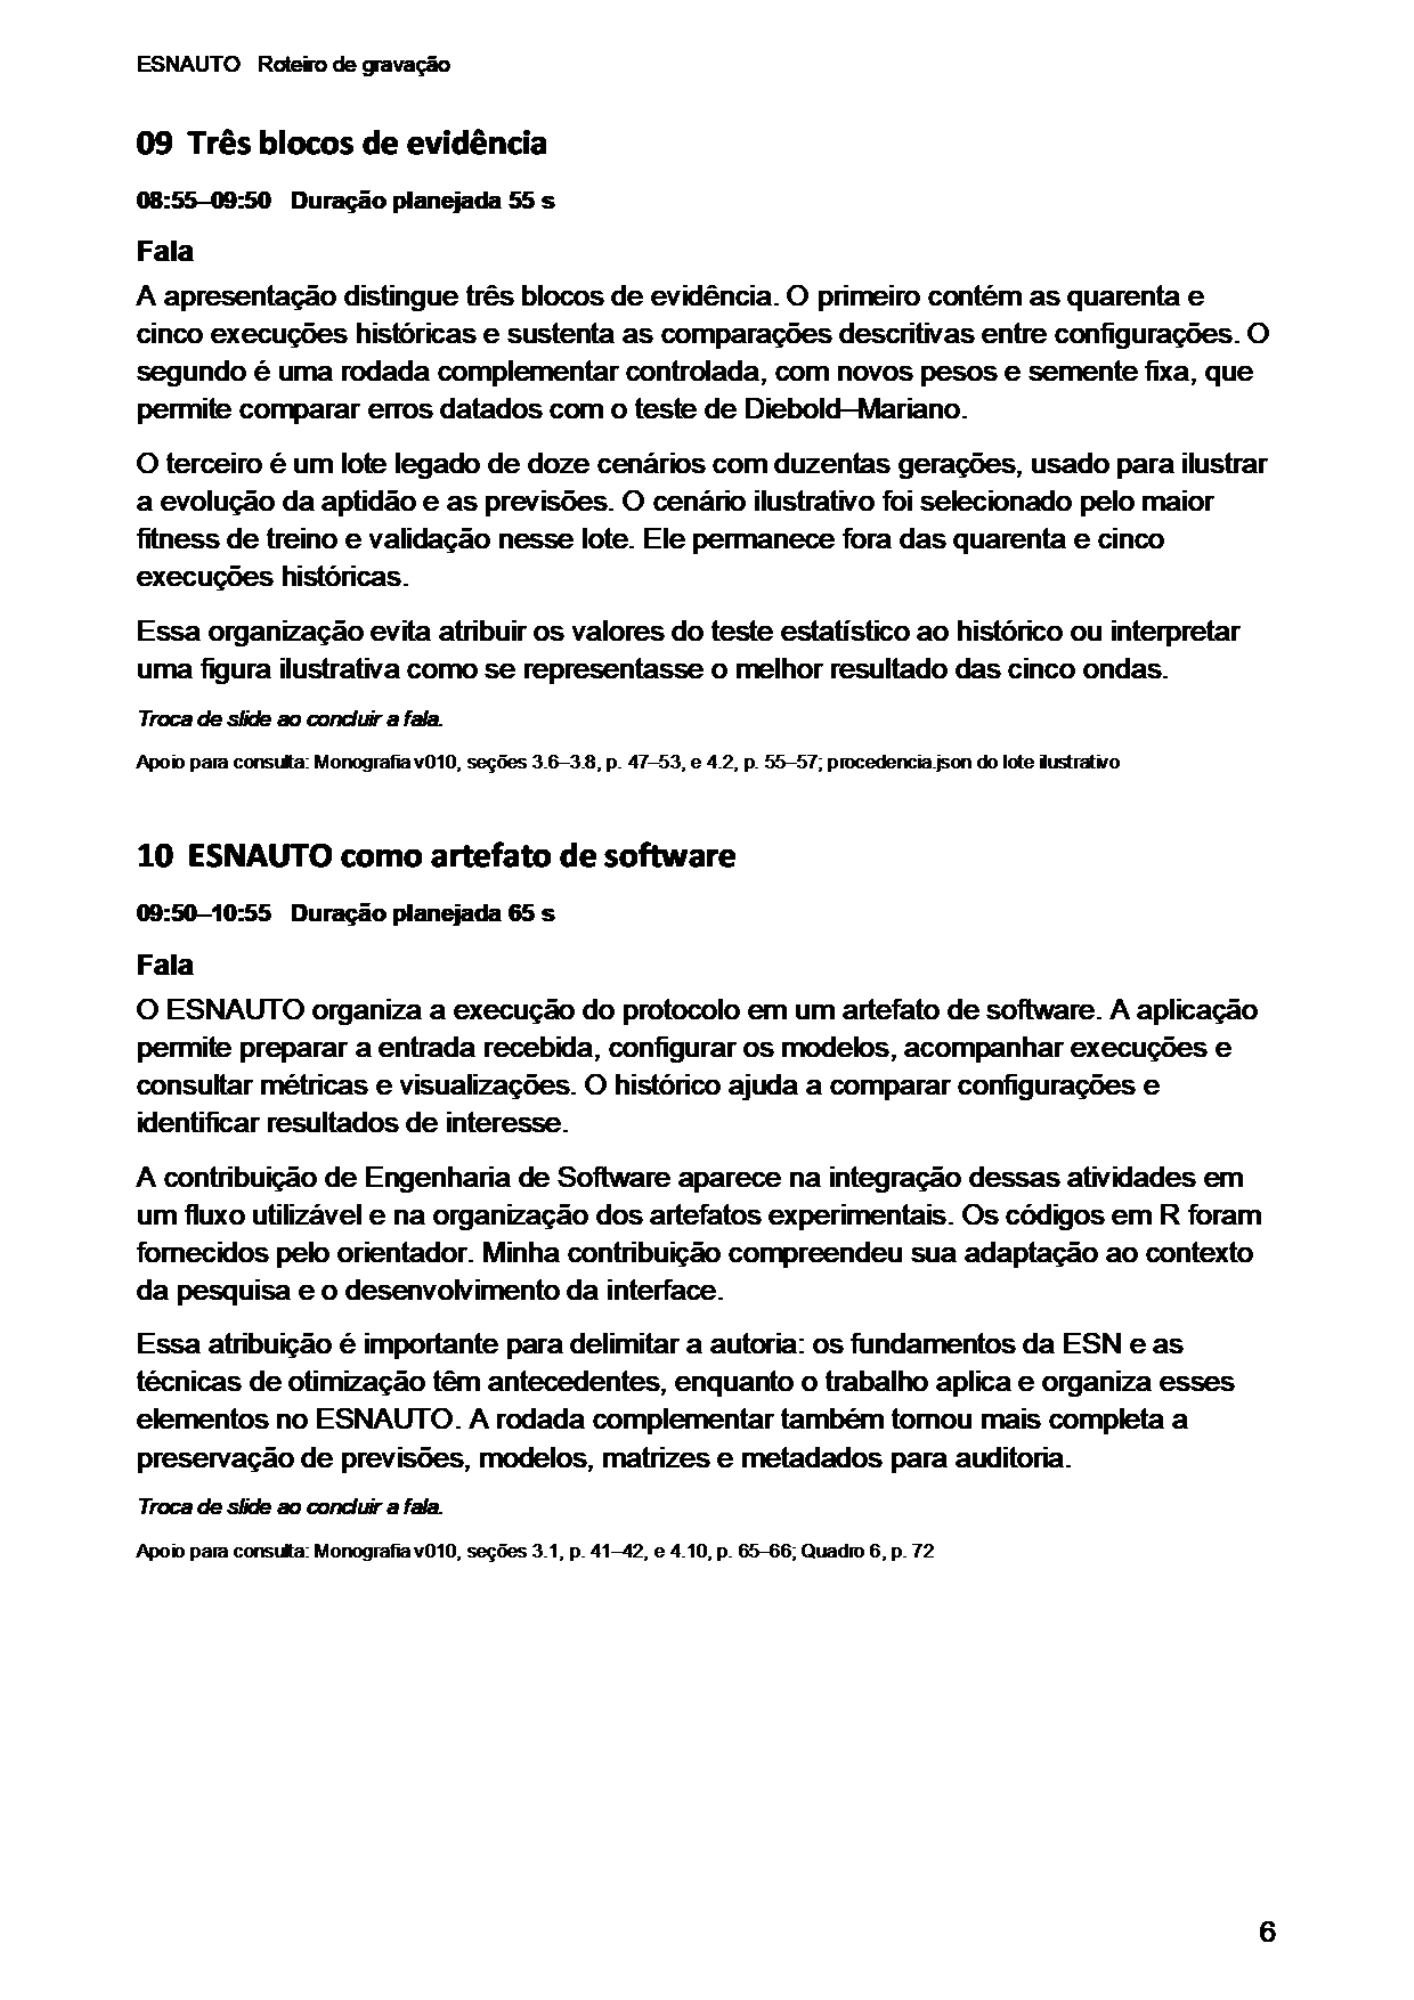 ESNAUTO Roteiro de gravação
09 Três blocos de evidência
08:55–09:50 Duração planejada 55 s
Fala
A apresentação distingue três blocos de evidência. O primeiro contém as quarenta e
cinco execuções históricas e sustenta as comparações descritivas entre configurações. O
segundo é uma rodada complementar controlada, com novos pesos e semente fixa, que
permite comparar erros datados com o teste de Diebold–Mariano.
O terceiro é um lote legado de doze cenários com duzentas gerações, usado para ilustrar
a evolução da aptidão e as previsões. O cenário ilustrativo foi selecionado pelo maior
fitness de treino e validação nesse lote. Ele permanece fora das quarenta e cinco
execuções históricas.
Essa organização evita atribuir os valores do teste estatístico ao histórico ou interpretar
uma figura ilustrativa como se representasse o melhor resultado das cinco ondas.
Troca de slide ao concluir a fala.
Apoio para consulta: Monografia v010, seções 3.6–3.8, p. 47–53, e 4.2, p. 55–57; procedencia.json do lote ilustrativo
10 ESNAUTO como artefato de software
09:50–10:55 Duração planejada 65 s
Fala
O ESNAUTO organiza a execução do protocolo em um artefato de software. A aplicação
permite preparar a entrada recebida, configurar os modelos, acompanhar execuções e
consultar métricas e visualizações. O histórico ajuda a comparar configurações e
identificar resultados de interesse.
A contribuição de Engenharia de Software aparece na integração dessas atividades em
um fluxo utilizável e na organização dos artefatos experimentais. Os códigos em R foram
fornecidos pelo orientador. Minha contribuição compreendeu sua adaptação ao contexto
da pesquisa e o desenvolvimento da interface.
Essa atribuição é importante para delimitar a autoria: os fundamentos da ESN e as
técnicas de otimização têm antecedentes, enquanto o trabalho aplica e organiza esses
elementos no ESNAUTO. A rodada complementar também tornou mais completa a
preservação de previsões, modelos, matrizes e metadados para auditoria.
Troca de slide ao concluir a fala.
Apoio para consulta: Monografia v010, seções 3.1, p. 41–42, e 4.10, p. 65–66; Quadro 6, p. 72
6